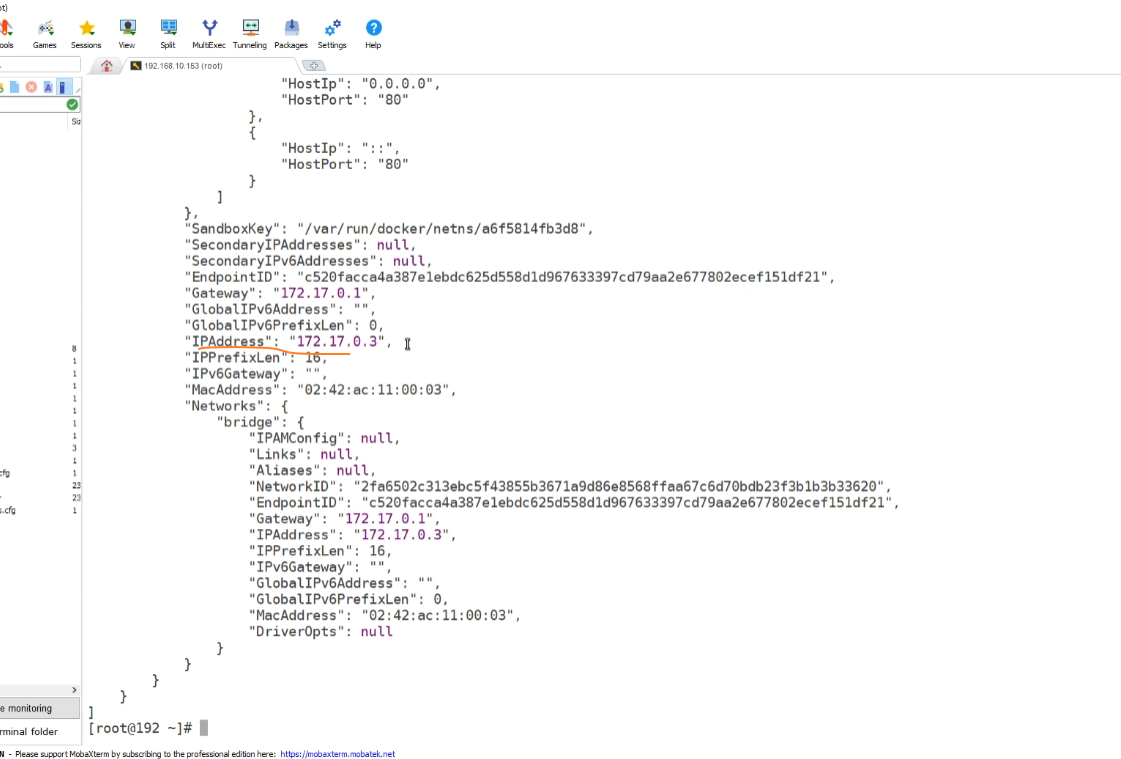 ot)
ools Games Sessions View Split MultiExec Tunneling Packages Settings Help
192.168.10.153 (root)
Siz
"HostIp": "0.0.0.0",
"HostPort": "80"
},
{
"HostIp": "::",
"HostPort": "80"
}
]
},
"SandboxKey": "/var/run/docker/netns/a6f5814fb3d8",
"SecondaryIPAddresses": null,
"SecondaryIPv6Addresses": null,
"EndpointID": "c520facca4a387e1ebdc625d558d1d967633397cd79aa2e677802ecef151df21",
"Gateway": "172.17.0.1",
"GlobalIPv6Address": "",
"GlobalIPv6PrefixLen": 0,
"IPAddress": "172.17.0.3",
"IPPrefixLen": 16,
"IPv6Gateway": "",
"MacAddress": "02:42:ac:11:00:03",
"Networks": {
"bridge": {
"IPAMConfig": null,
"Links": null,
"Aliases": null,
"NetworkID": "2fa6502c313ebc5f43855b3671a9d86e8568ffaa67c6d70bdb23f3b1b3b33620",
"EndpointID": "c520facca4a387e1ebdc625d558d1d967633397cd79aa2e677802ecef151df21",
"Gateway": "172.17.0.1",
"IPAddress": "172.17.0.3",
"IPPrefixLen": 16,
"IPv6Gateway": "",
"GlobalIPv6Address": "",
"GlobalIPv6PrefixLen": 0,
"MacAddress": "02:42:ac:11:00:03",
"DriverOpts": null
}
}
}
}
]
[root@192 ~]#
8
1
1
1
1
1
1
1
3
1
cfg 1
23
23
s.cfg 1
e monitoring
rminal folder
N - Please support MobaXterm by subscribing to the professional edition here: https://mobaxterm.mobatek.net